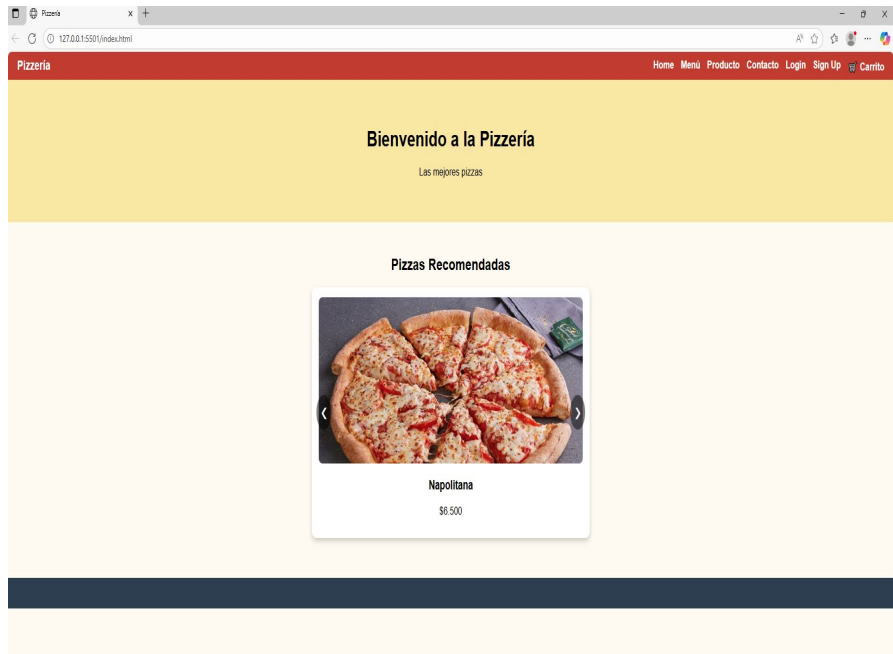 Pizzería
127.0.0.1:5501/index.html
Pizzería
Home Menú Producto Contacto Login Sign Up Carrito
Bienvenido a la Pizzería
Las mejores pizzas
Pizzas Recomendadas
Napolitana
$6.500